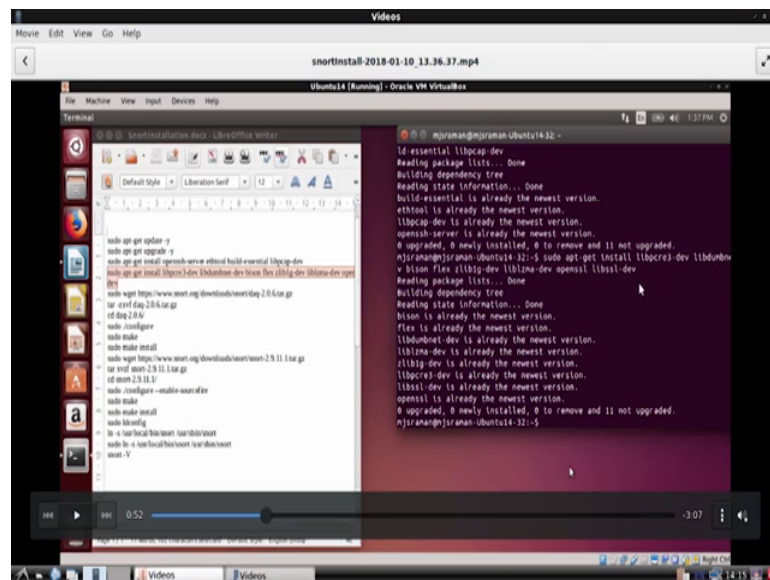 Videos
Movie Edit View Go Help
snortInstall-2018-01-10_13.36.37.mp4
Ubuntu14 [Running] - Oracle VM VirtualBox
File Machine View Input Devices Help
Terminal
En
1:37 PM
SnortInstallation.docx - LibreOffice Writer
Default Style
Liberation Serif
12
sudo apt-get update -y
sudo apt-get upgrade -y
sudo apt-get install openssh-server ethtool build-essential libpcap-dev
sudo apt-get install libpcre3-dev libdumbnet-dev bison flex zlib1g-dev liblzma-dev open
dev
sudo wget https://www.snort.org/downloads/snort/daq-2.0.6.tar.gz
tar -xvzf daq-2.0.6.tar.gz
cd daq-2.0.6/
sudo ./configure
sudo make
sudo make install
sudo wget https://www.snort.org/downloads/snort/snort-2.9.11.1.tar.gz
tar xvzf snort-2.9.11.1.tar.gz
cd snort-2.9.11.1/
sudo ./configure --enable-sourcefire
sudo make
sudo make install
sudo ldconfig
ln -s /usr/local/bin/snort /usr/sbin/snort
sudo ln -s /usr/local/bin/snort /usr/sbin/snort
snort -V
mjsraman@mjsraman-Ubuntu14-32: ~
ld-essential libpcap-dev
Reading package lists... Done
Building dependency tree
Reading state information... Done
build-essential is already the newest version.
ethtool is already the newest version.
libpcap-dev is already the newest version.
openssh-server is already the newest version.
0 upgraded, 0 newly installed, 0 to remove and 11 not upgraded.
mjsraman@mjsraman-Ubuntu14-32:~$ sudo apt-get install libpcre3-dev libdumbne
v bison flex zlib1g-dev liblzma-dev openssl libssl-dev
Reading package lists... Done
Building dependency tree
Reading state information... Done
bison is already the newest version.
flex is already the newest version.
libdumbnet-dev is already the newest version.
liblzma-dev is already the newest version.
zlib1g-dev is already the newest version.
libpcre3-dev is already the newest version.
libssl-dev is already the newest version.
openssl is already the newest version.
0 upgraded, 0 newly installed, 0 to remove and 11 not upgraded.
mjsraman@mjsraman-Ubuntu14-32:~$
0:52
-3:07
Page 1 / 1
Default Style
English (India)
Right Ctrl
Videos
Videos
14:15